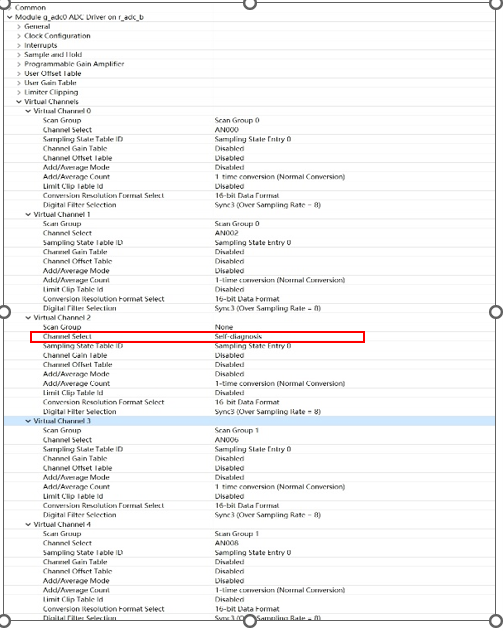 Common
Module g_adc0 ADC Driver on r_adc_b
General
Clock Configuration
Interrupts
Sample and Hold
Programmable Gain Amplifier
User Offset Table
User Gain Table
Limiter Clipping
Virtual Channels
Virtual Channel 0
Scan Group Scan Group 0
Channel Select AN000
Sampling State Table ID Sampling State Entry 0
Channel Gain Table Disabled
Channel Offset Table Disabled
Add/Average Mode Disabled
Add/Average Count 1-time conversion (Normal Conversion)
Limit Clip Table Id Disabled
Conversion Resolution Format Select 16-bit Data Format
Digital Filter Selection Sync3 (Over Sampling Rate = 8)
Virtual Channel 1
Scan Group Scan Group 0
Channel Select AN002
Sampling State Table ID Sampling State Entry 0
Channel Gain Table Disabled
Channel Offset Table Disabled
Add/Average Mode Disabled
Add/Average Count 1-time conversion (Normal Conversion)
Limit Clip Table Id Disabled
Conversion Resolution Format Select 16-bit Data Format
Digital Filter Selection Sync3 (Over Sampling Rate = 8)
Virtual Channel 2
Scan Group None
Channel Select Self-diagnosis
Sampling State Table ID Sampling State Entry 0
Channel Gain Table Disabled
Channel Offset Table Disabled
Add/Average Mode Disabled
Add/Average Count 1-time conversion (Normal Conversion)
Limit Clip Table Id Disabled
Conversion Resolution Format Select 16-bit Data Format
Digital Filter Selection Sync3 (Over Sampling Rate = 8)
Virtual Channel 3
Scan Group Scan Group 1
Channel Select AN006
Sampling State Table ID Sampling State Entry 0
Channel Gain Table Disabled
Channel Offset Table Disabled
Add/Average Mode Disabled
Add/Average Count 1-time conversion (Normal Conversion)
Limit Clip Table Id Disabled
Conversion Resolution Format Select 16-bit Data Format
Digital Filter Selection Sync3 (Over Sampling Rate = 8)
Virtual Channel 4
Scan Group Scan Group 1
Channel Select AN008
Sampling State Table ID Sampling State Entry 0
Channel Gain Table Disabled
Channel Offset Table Disabled
Add/Average Mode Disabled
Add/Average Count 1-time conversion (Normal Conversion)
Limit Clip Table Id Disabled
Conversion Resolution Format Select 16-bit Data Format
Digital Filter Selection Sync3 (Over Sampling Rate = 8)